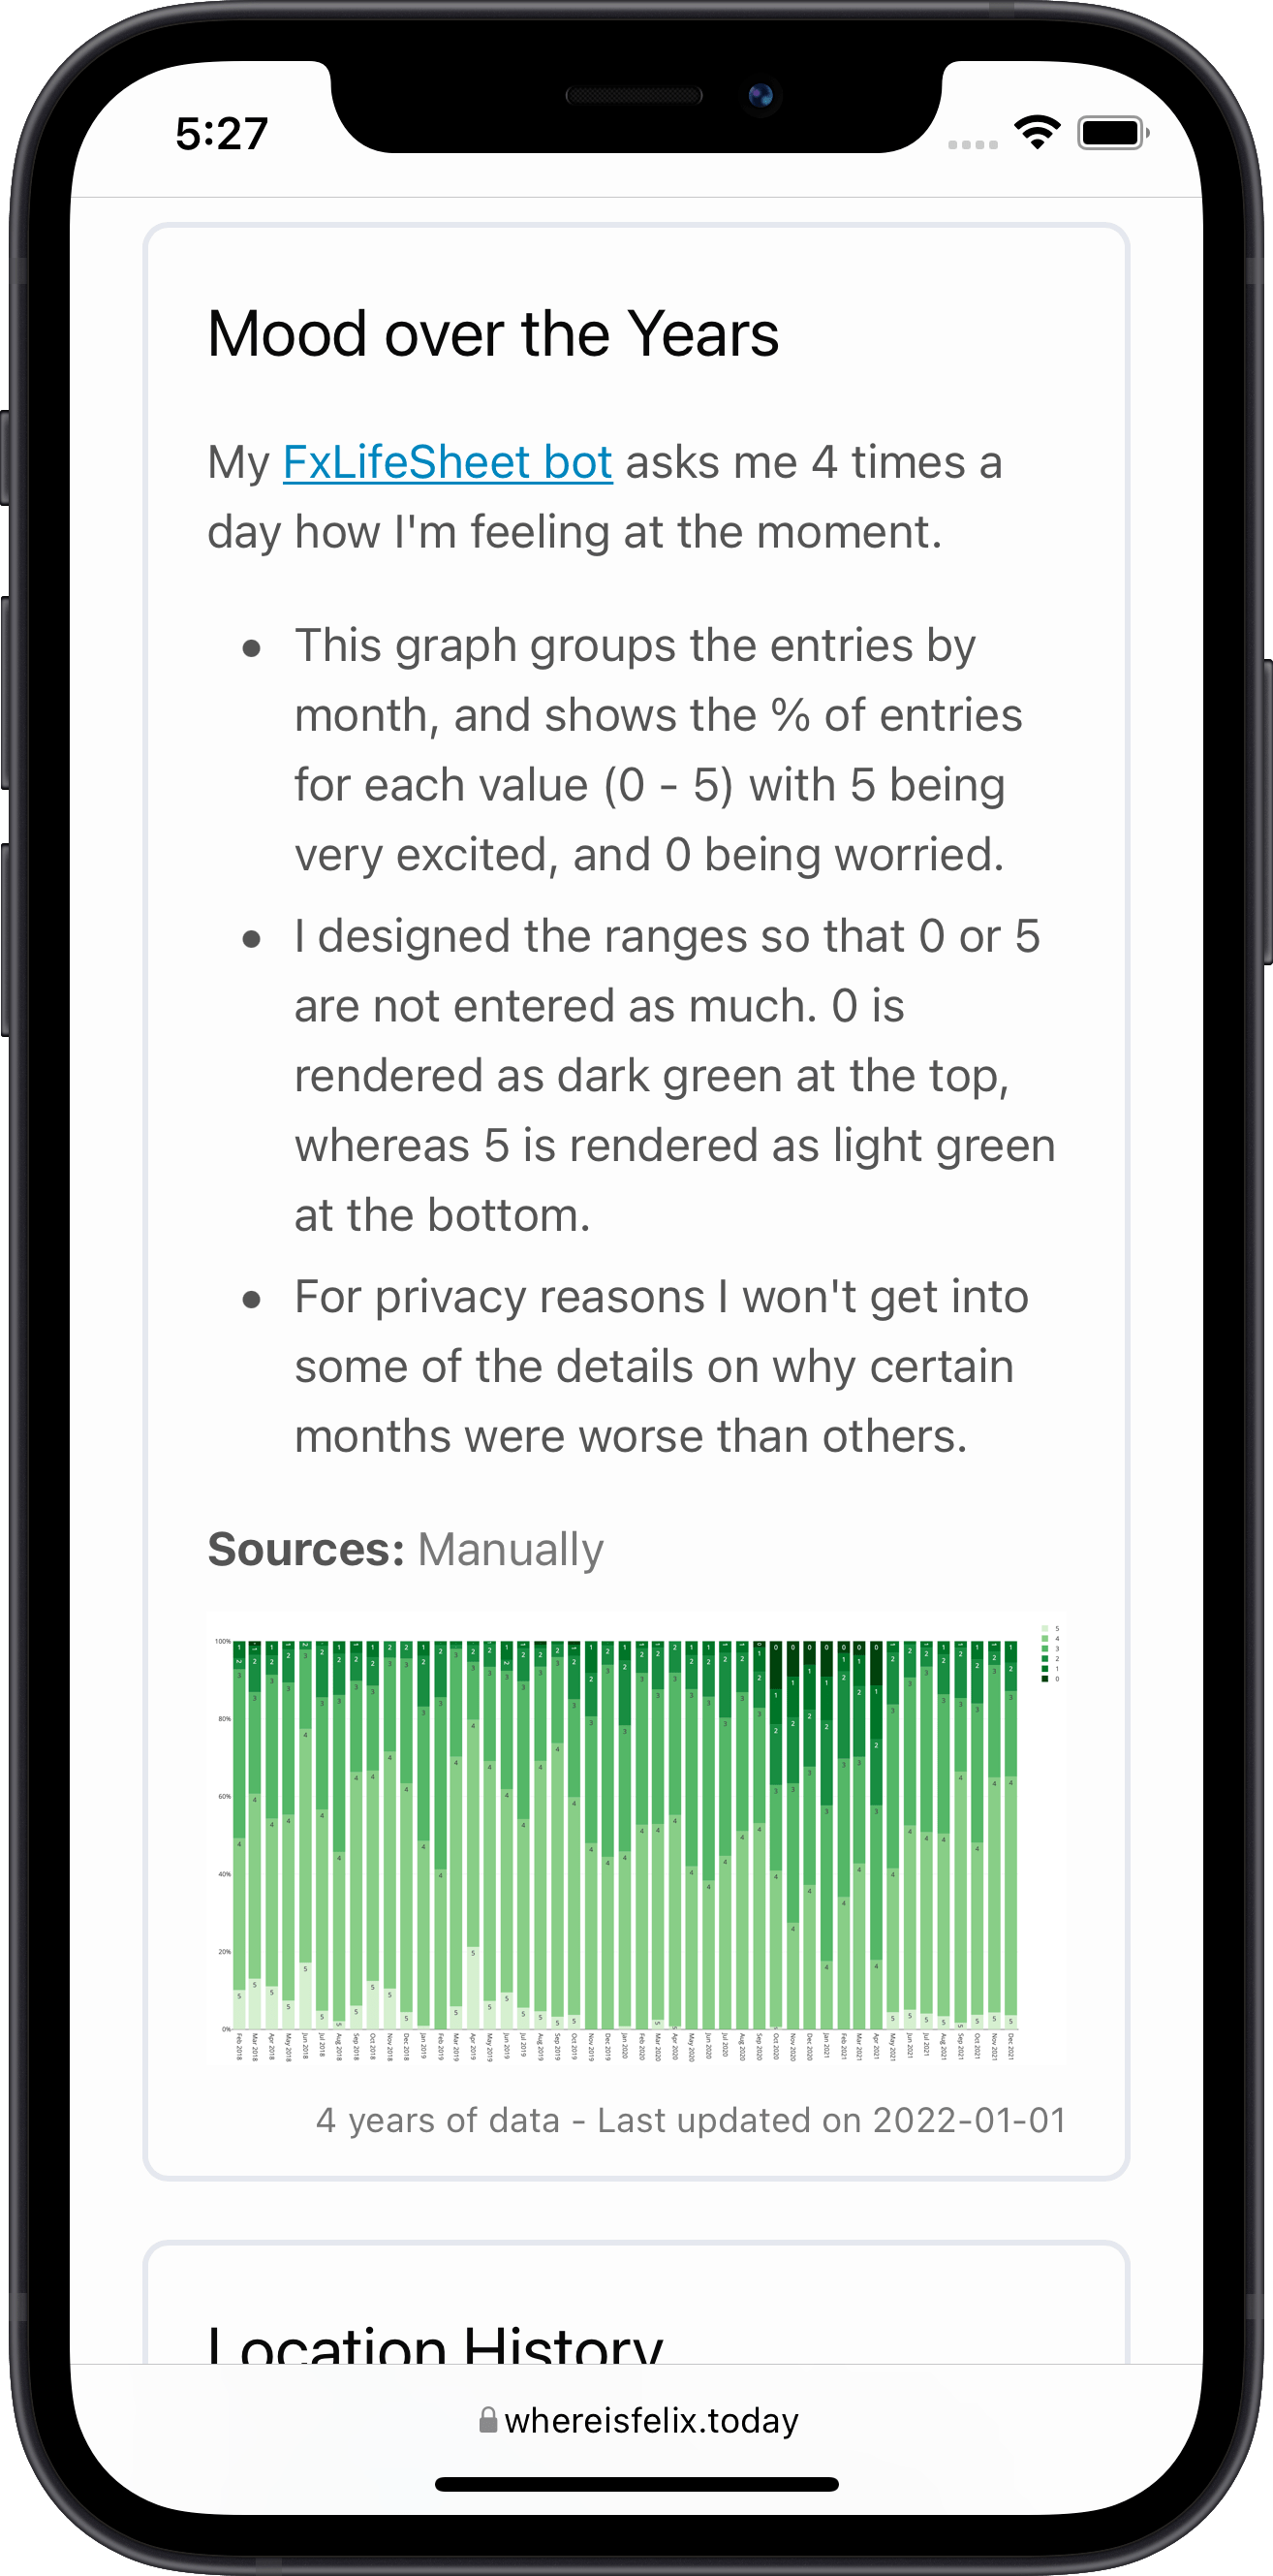 5:27
Mood over the Years
My FxLifeSheet bot asks me 4 times a
day how I'm feeling at the moment.
• This graph groups the entries by
month, and shows the % of entries
for each value (0 - 5) with 5 being
very excited, and 0 being worried.
• I designed the ranges so that 0 or 5
are not entered as much. 0 is
rendered as dark green at the top,
whereas 5 is rendered as light green
at the bottom.
• For privacy reasons I won't get into
some of the details on why certain
months were worse than others.
Sources: Manually
100%
80%
60%
40%
20%
0%
5
4
3
2
1
0
Feb 2018
Mar 2018
Apr 2018
May 2018
Jun 2018
Jul 2018
Aug 2018
Sep 2018
Oct 2018
Nov 2018
Dec 2018
Jan 2019
Feb 2019
Mar 2019
Apr 2019
May 2019
Jun 2019
Jul 2019
Aug 2019
Sep 2019
Oct 2019
Nov 2019
Dec 2019
Jan 2020
Feb 2020
Mar 2020
Apr 2020
May 2020
Jun 2020
Jul 2020
Aug 2020
Sep 2020
Oct 2020
Nov 2020
Dec 2020
Jan 2021
Feb 2021
Mar 2021
Apr 2021
May 2021
Jun 2021
Jul 2021
Aug 2021
Sep 2021
Oct 2021
Nov 2021
Dec 2021
4 years of data - Last updated on 2022-01-01
Location History
whereisfelix.today